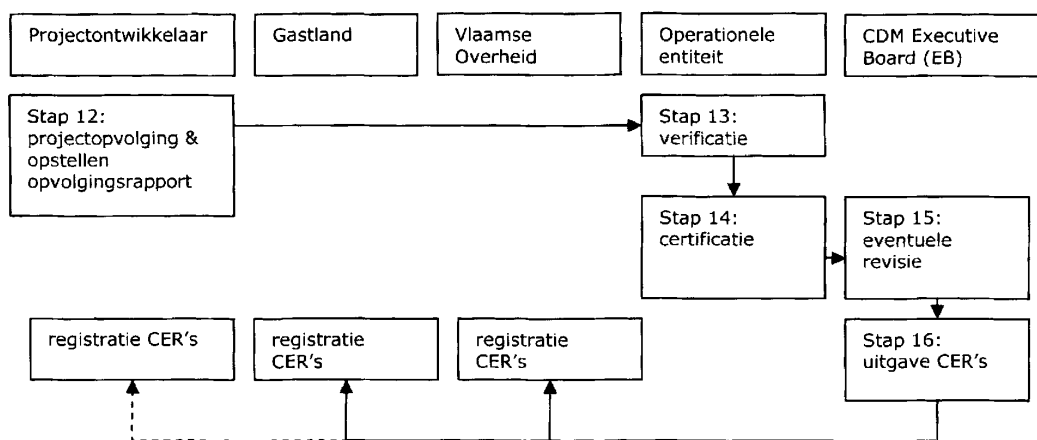 Projectontwikkelaar
Gastland
Vlaamse
Overheid
Operationele
entiteit
CDM Executive
Board (EB)
Stap 12:
projectopvolging &
opstellen
opvolgingsrapport
Stap 13:
verificatie
Stap 14:
certificatie
Stap 15:
eventuele
revisie
registratie CER's
registratie
CER's
registratie
CER's
Stap 16:
uitgave CER's